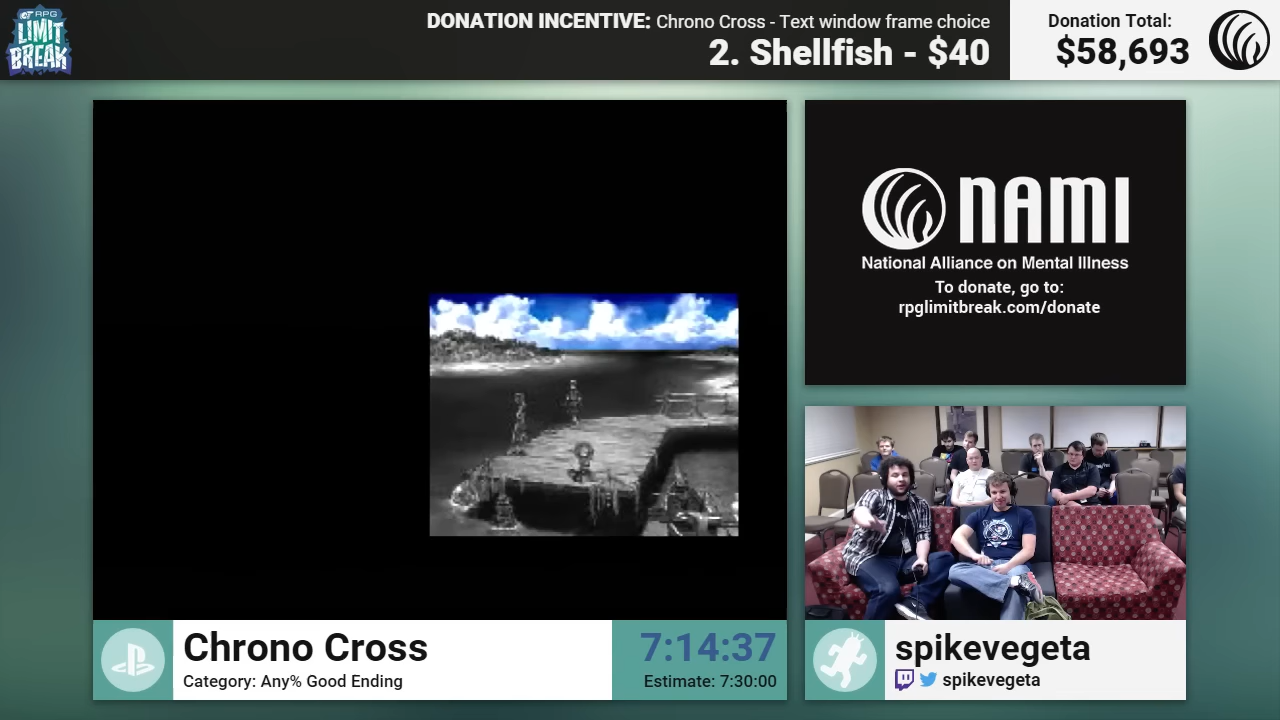 RPG
LIMIT
BREAK
DONATION INCENTIVE: Chrono Cross - Text window frame choice
2. Shellfish - $40
Donation Total:
$58,693
NAMI
National Alliance on Mental Illness
To donate, go to:
rpglimitbreak.com/donate
Chrono Cross
Category: Any% Good Ending
7:14:37
Estimate: 7:30:00
spikevegeta
spikevegeta